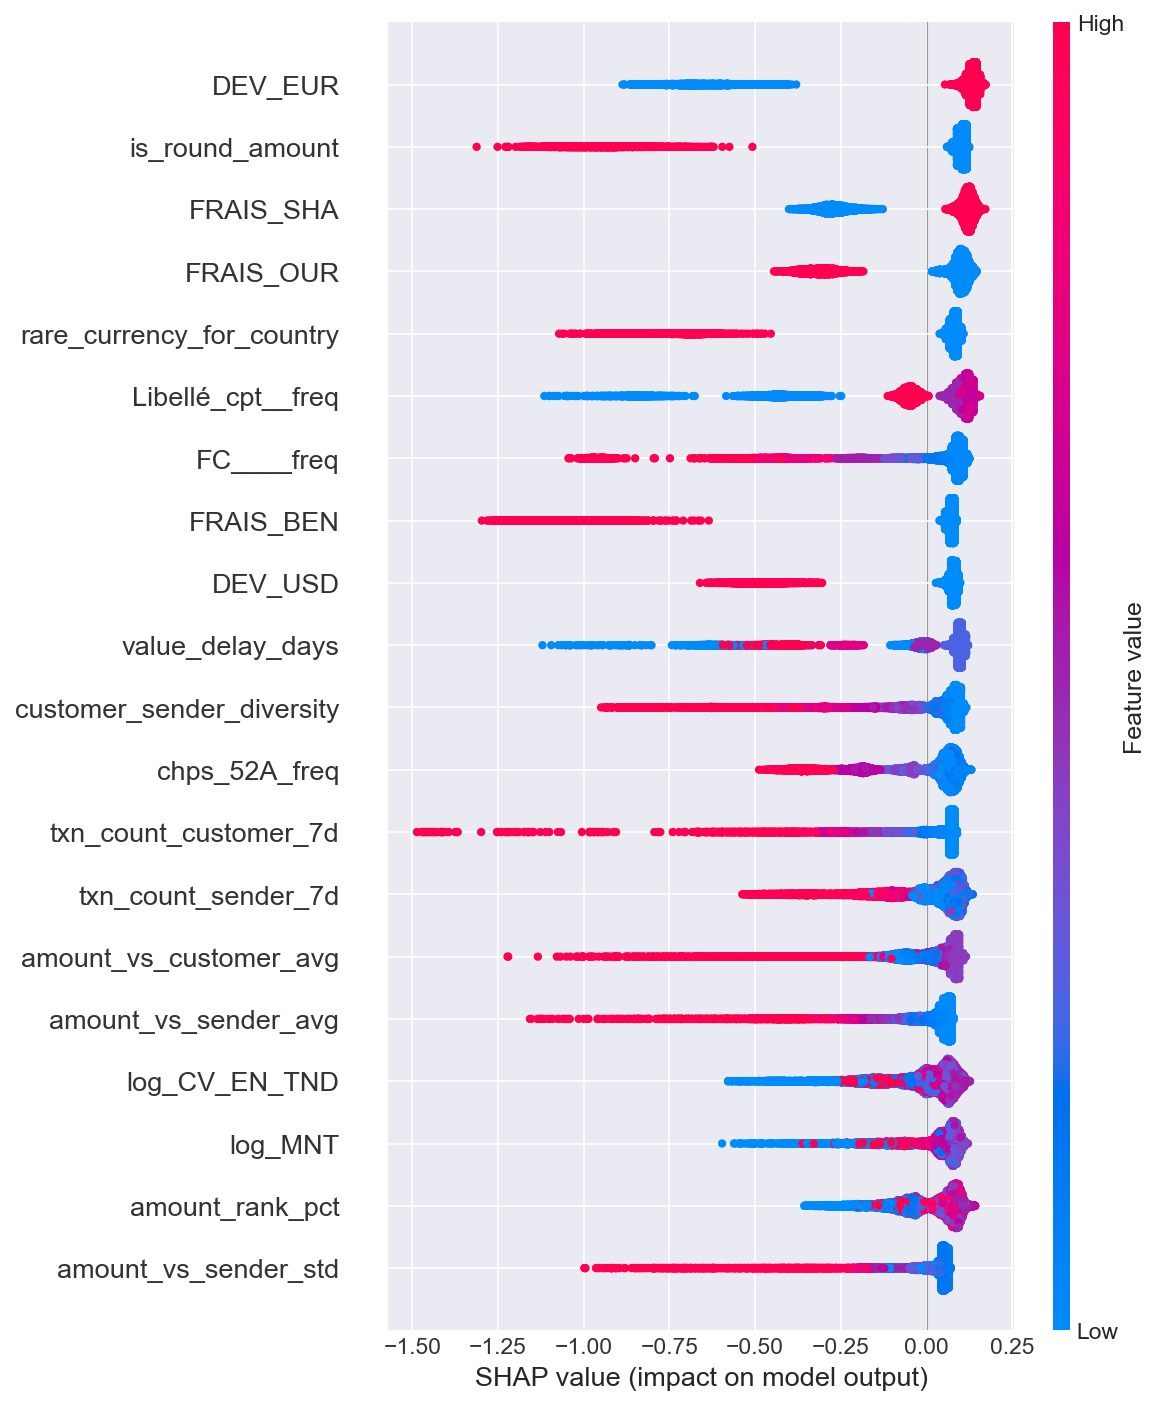 High
DEV_EUR
is_round_amount
FRAIS_SHA
FRAIS_OUR
rare_currency_for_country
Libellé_cpt__freq
FC____freq
FRAIS_BEN
DEV_USD
value_delay_days
customer_sender_diversity
chps_52A_freq
txn_count_customer_7d
txn_count_sender_7d
amount_vs_customer_avg
amount_vs_sender_avg
log_CV_EN_TND
log_MNT
amount_rank_pct
amount_vs_sender_std
Feature value
Low
−1.50 −1.25 −1.00 −0.75 −0.50 −0.25 0.00 0.25
SHAP value (impact on model output)